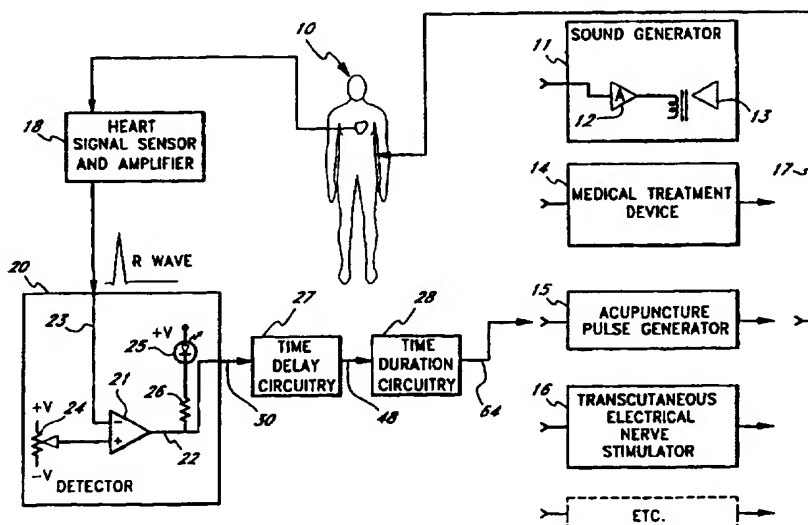 10
11
SOUND GENERATOR
A
12
13
18
HEART
SIGNAL SENSOR
AND AMPLIFIER
14
MEDICAL TREATMENT
DEVICE
17
R WAVE
20
23
+V
25
26
21
22
+V
24
-
+
-V
DETECTOR
30
27
TIME
DELAY
CIRCUITRY
48
28
TIME
DURATION
CIRCUITRY
64
15
ACUPUNCTURE
PULSE GENERATOR
16
TRANSCUTANEOUS
ELECTRICAL
NERVE
STIMULATOR
ETC.